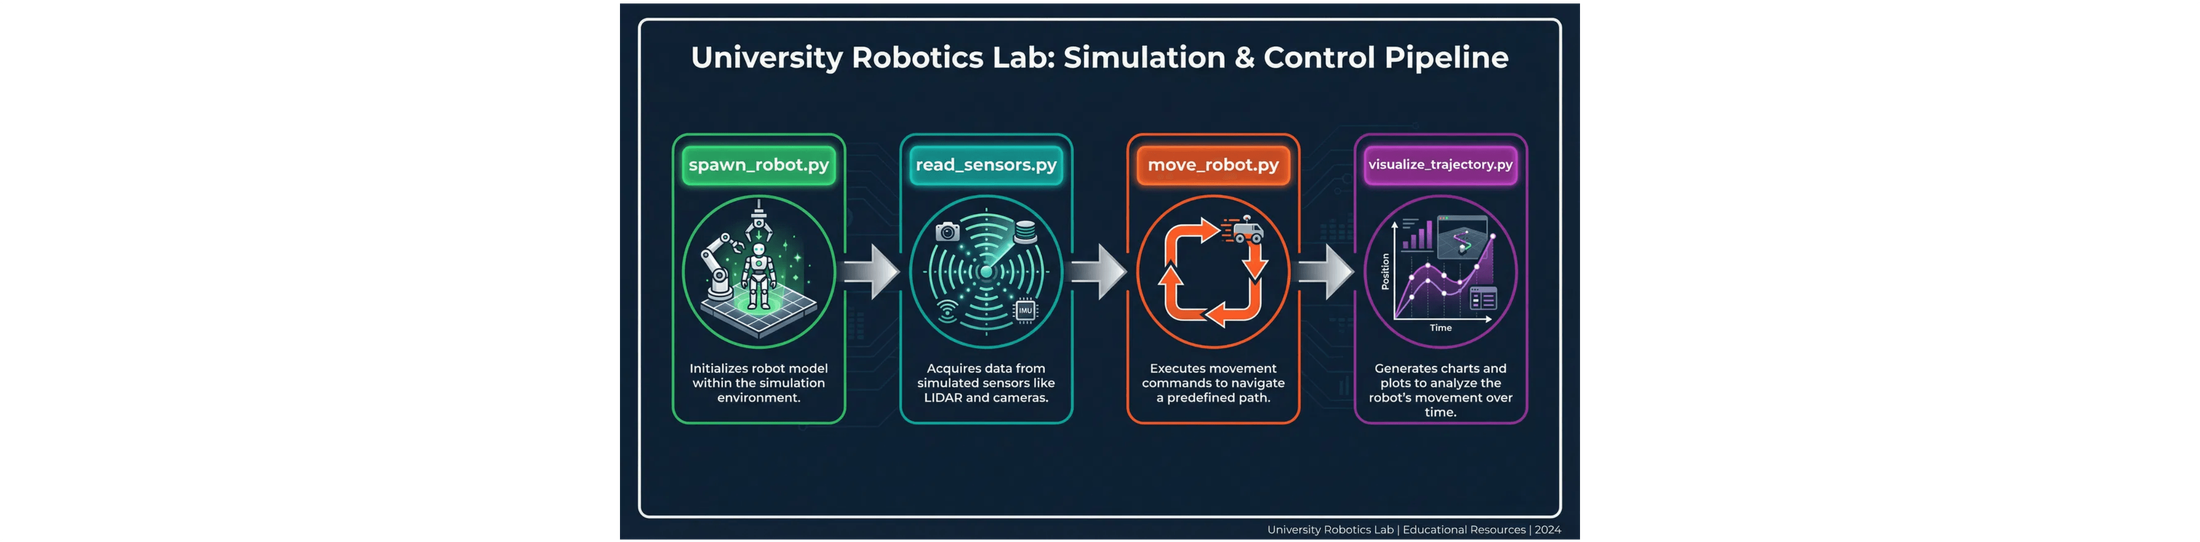 University Robotics Lab: Simulation & Control Pipeline
spawn_robot.py
Initializes robot model
within the simulation
environment.
read_sensors.py
IMU
Acquires data from
simulated sensors like
LIDAR and cameras.
move_robot.py
Executes movement
commands to navigate
a predefined path.
visualize_trajectory.py
Position
Time
Generates charts and
plots to analyze the
robot's movement over
time.
University Robotics Lab | Educational Resources | 2024